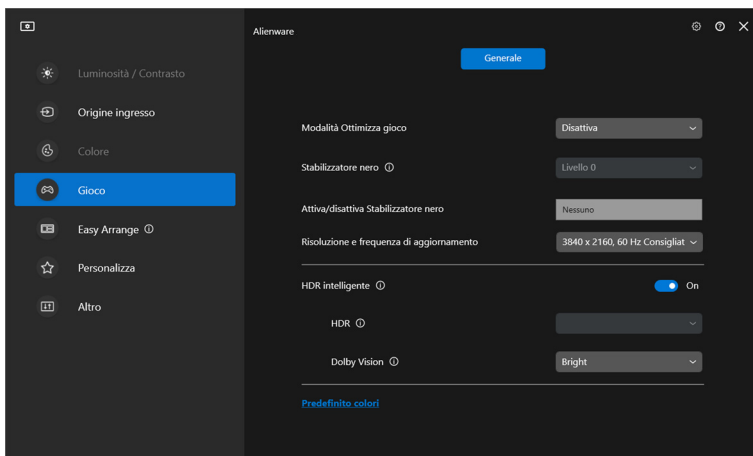 Alienware
Luminosità / Contrasto
Origine ingresso
Colore
Gioco
Easy Arrange
Personalizza
Altro
Generale
Modalità Ottimizza gioco
Disattiva
Stabilizzatore nero
Livello 0
Attiva/disattiva Stabilizzatore nero
Nessuno
Risoluzione e frequenza di aggiornamento
3840 x 2160, 60 Hz Consigliat
HDR intelligente
On
HDR
Dolby Vision
Bright
Predefinito colori